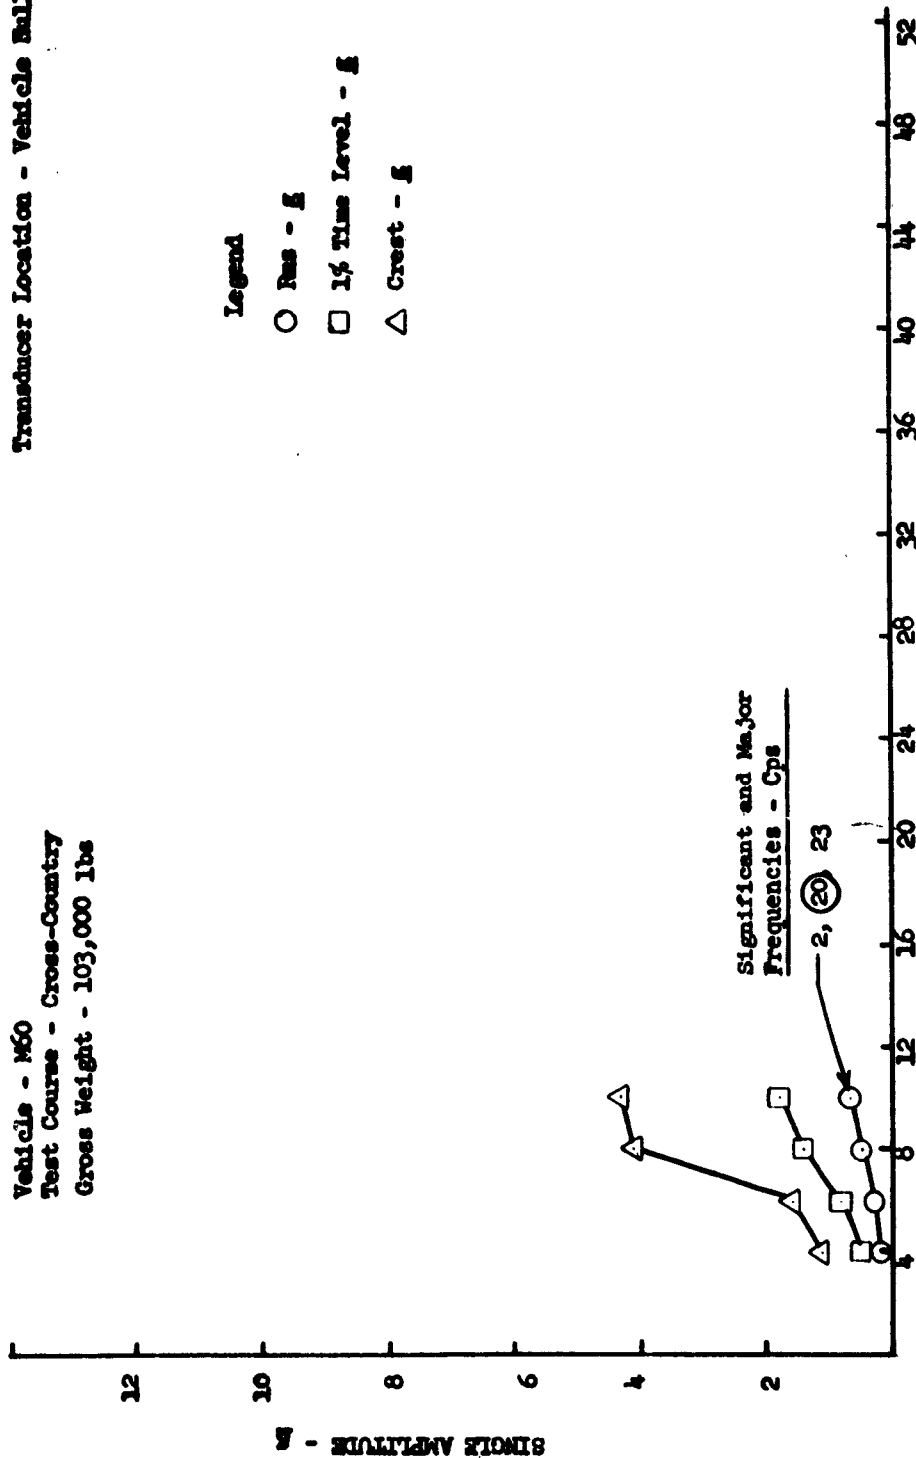 Vehicle - M60
Test Course - Cross-Country
Gross Weight - 103,000 lbs
Transducer Location - Vehicle
Legend
Rms - g
1% Time Level - g
Crest - g
SINGLE AMPLITUDE - g
12
10
8
6
4
2
Significant and Major
Frequencies - Cps
2, 20, 23
4 8 12 16 20 24 28 32 36 40 44 48 52